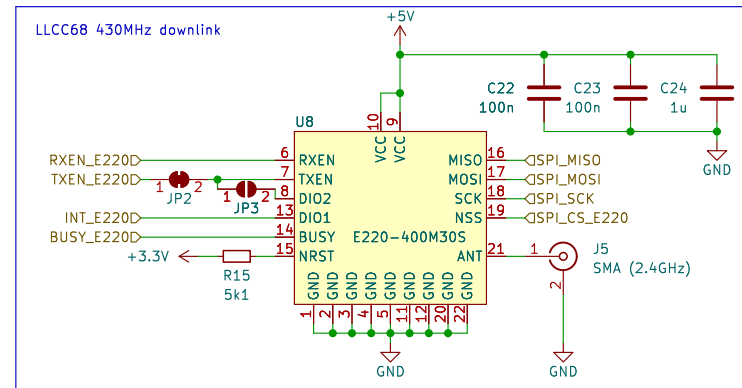 LLCC68 430MHz downlink
+5V
C22
100n
C23
100n
C24
1u
GND
U8
10
9
VCC
VCC
RXEN_E220
6
RXEN
MISO
16
SPI_MISO
TXEN_E220
1
2
JP2
7
TXEN
MOSI
17
SPI_MOSI
1
2
JP3
8
DIO2
SCK
18
SPI_SCK
INT_E220
13
DIO1
NSS
19
SPI_CS_E220
BUSY_E220
14
BUSY
E220-400M30S
+3.3V
R15
5k1
15
NRST
ANT
21
1
2
J5
SMA (2.4GHz)
GND
GND
GND
GND
GND
GND
GND
GND
GND
1
2
3
4
5
11
12
20
22
GND
GND